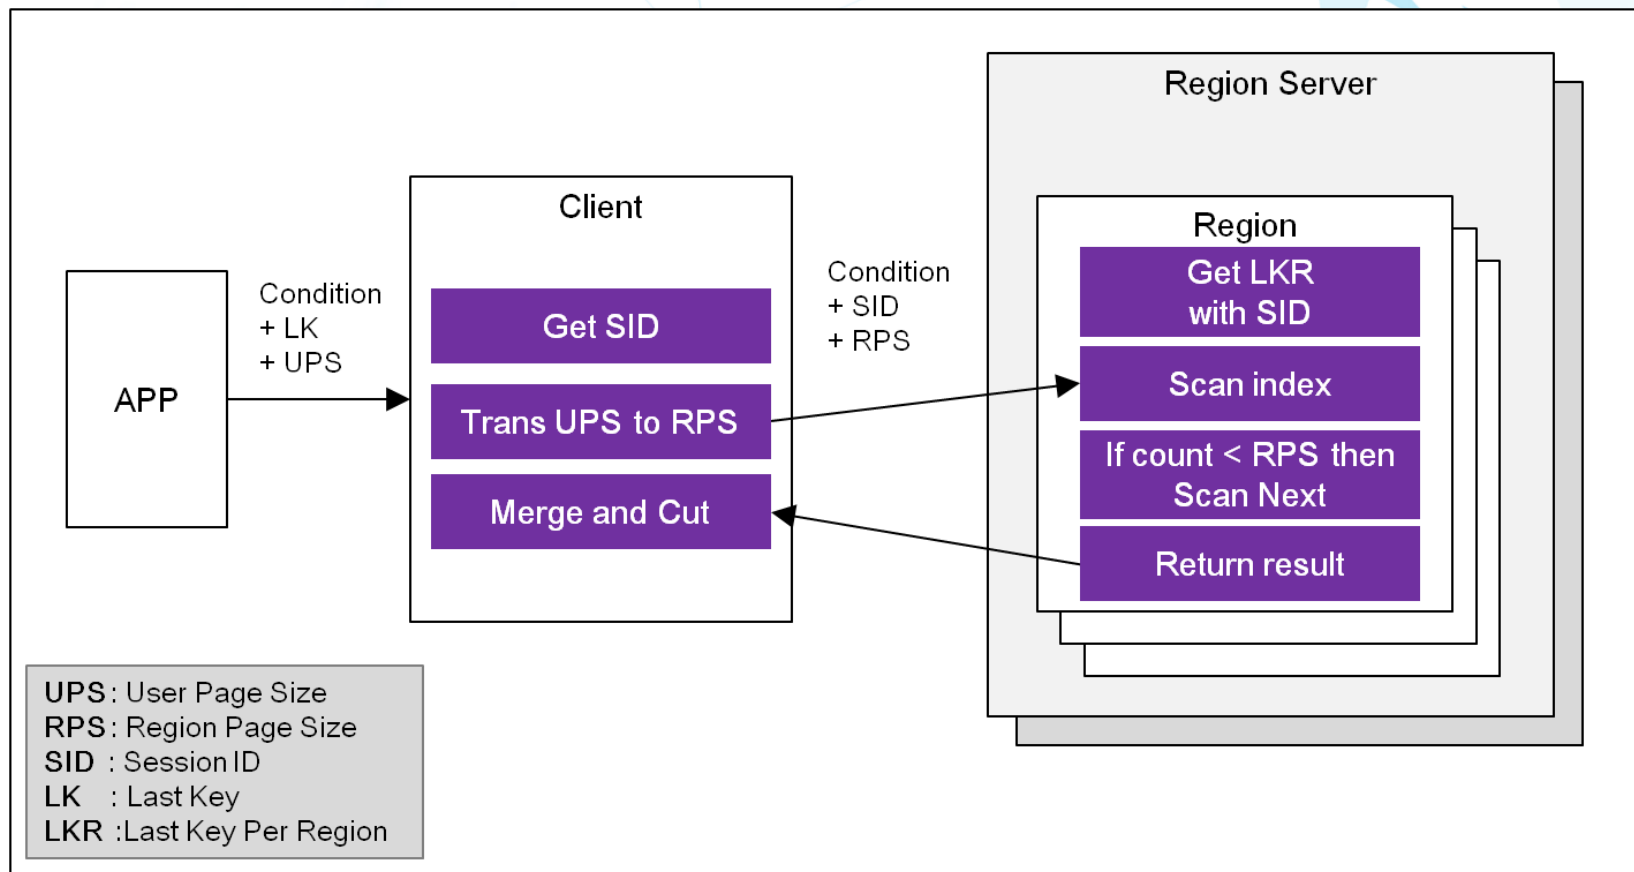 APP
Condition
+ LK
+ UPS
Client
Get SID
Trans UPS to RPS
Merge and Cut
Condition
+ SID
+ RPS
Region Server
Region
Get LKR
with SID
Scan index
If count < RPS then
Scan Next
Return result
UPS : User Page Size
RPS : Region Page Size
SID : Session ID
LK : Last Key
LKR :Last Key Per Region